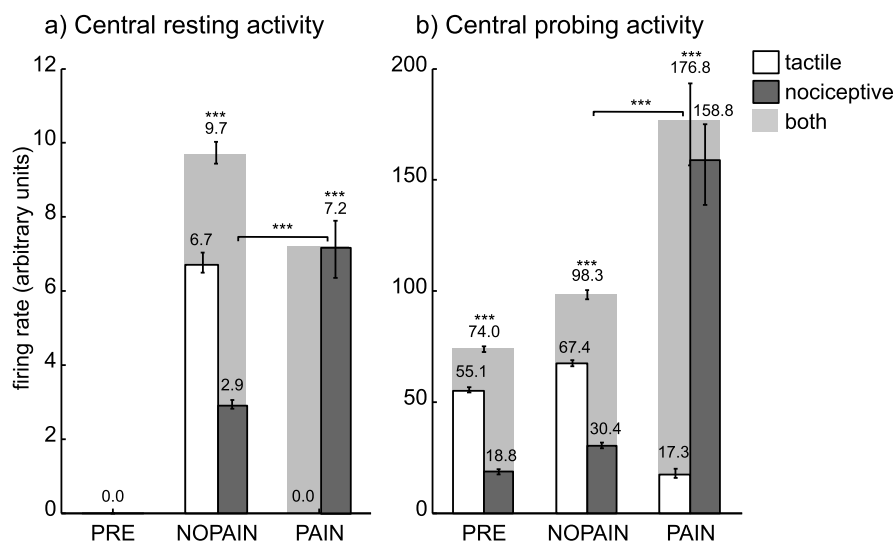 a) Central resting activity
firing rate (arbitrary units)
12
10
8
6
4
2
0
0.0
6.7
***
9.7
2.9
***
0.0
***
7.2
PRE
NOPAIN
PAIN
b) Central probing activity
200
150
100
50
0
55.1
***
74.0
18.8
67.4
***
98.3
30.4
***
17.3
***
176.8
158.8
PRE
NOPAIN
PAIN
tactile
nociceptive
both